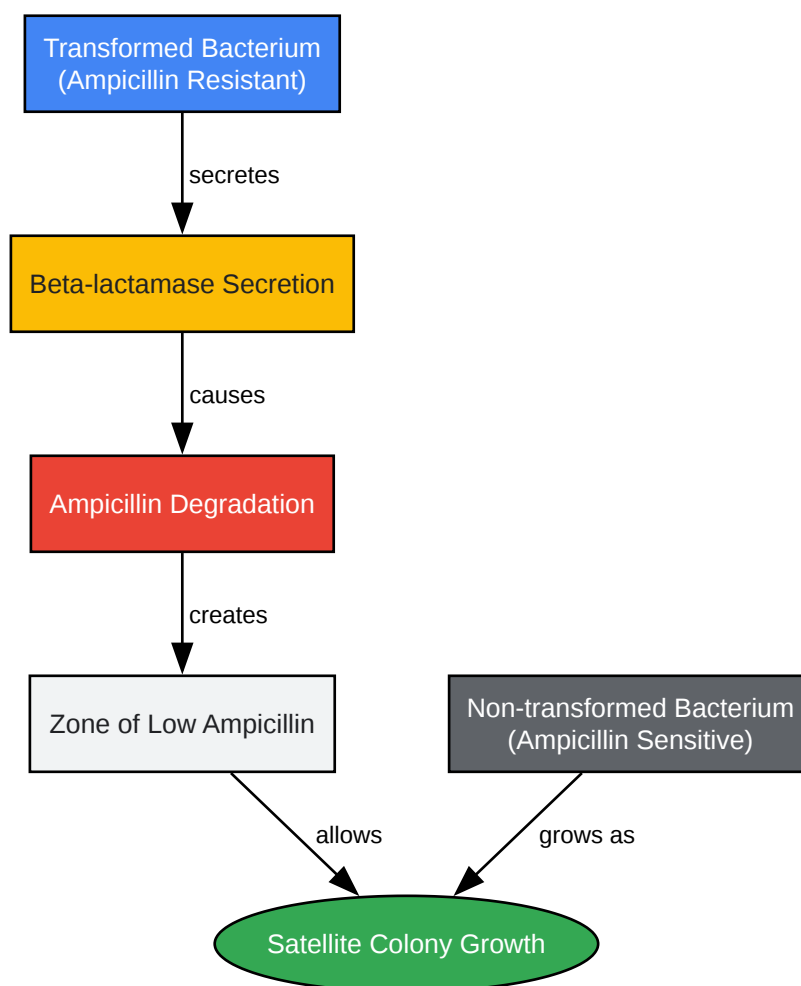 Transformed Bacterium
(Ampicillin Resistant)
secretes
Beta-lactamase Secretion
causes
Ampicillin Degradation
creates
Zone of Low Ampicillin
Non-transformed Bacterium
(Ampicillin Sensitive)
allows
grows as
Satellite Colony Growth